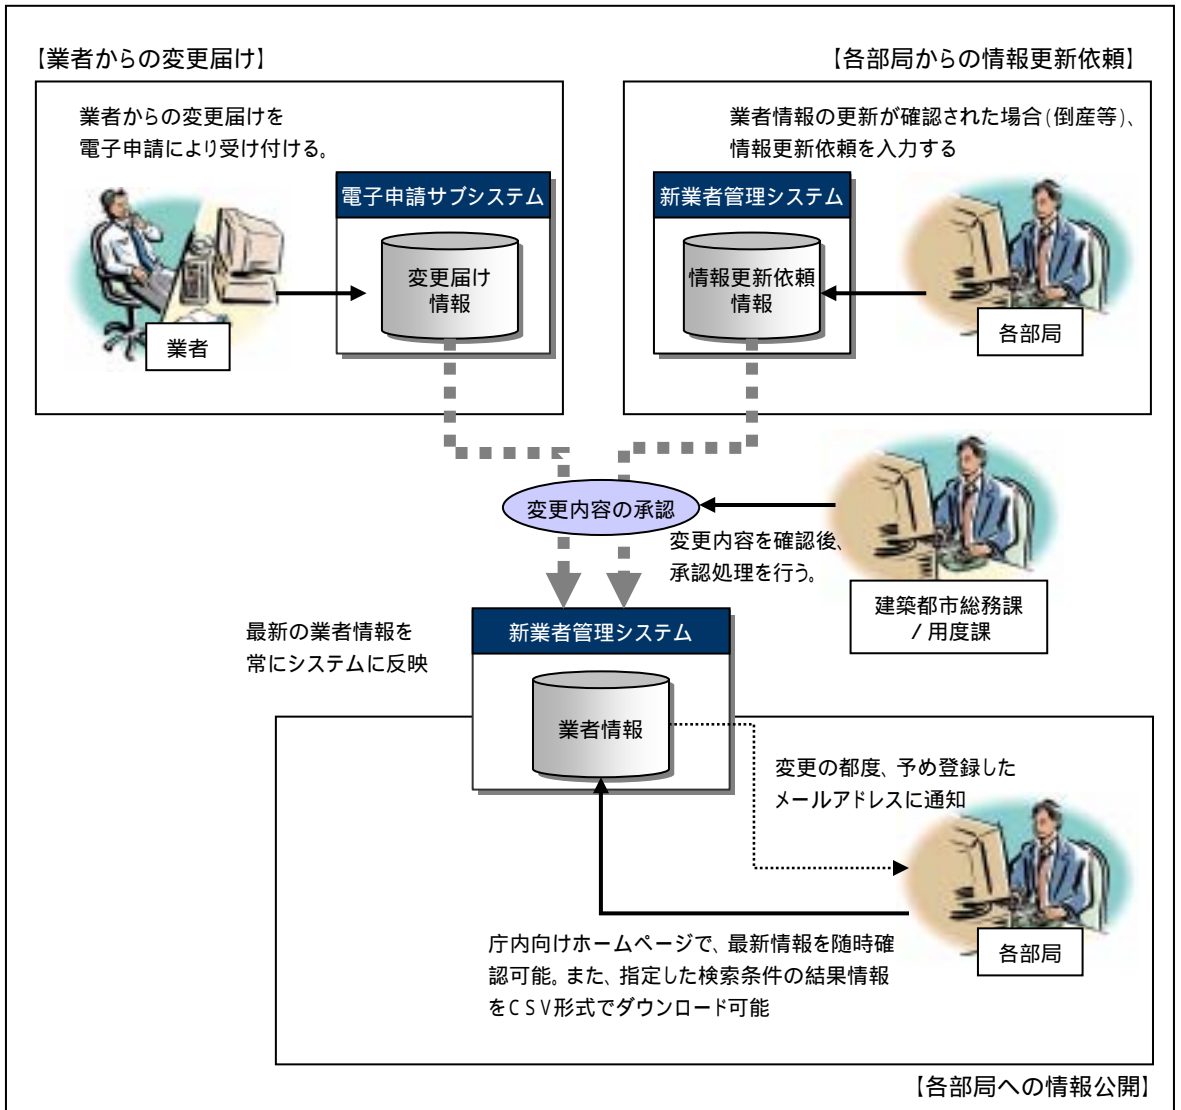 【業者からの変更届け】
業者からの変更届けを
電子申請により受け付ける。
電子申請サブシステム
変更届け
情報
業者
【各部局からの情報更新依頼】
業者情報の更新が確認された場合(倒産等)、
情報更新依頼を入力する
新業者管理システム
情報更新依頼
情報
各部局
変更内容の承認
変更内容を確認後、
承認処理を行う。
建築都市総務課
/用度課
最新の業者情報を
常にシステムに反映
新業者管理システム
業者情報
変更の都度、予め登録した
メールアドレスに通知
各部局
庁内向けホームページで、最新情報を随時確
認可能。また、指定した検索条件の結果情報
をCSV形式でダウンロード可能
【各部局への情報公開】